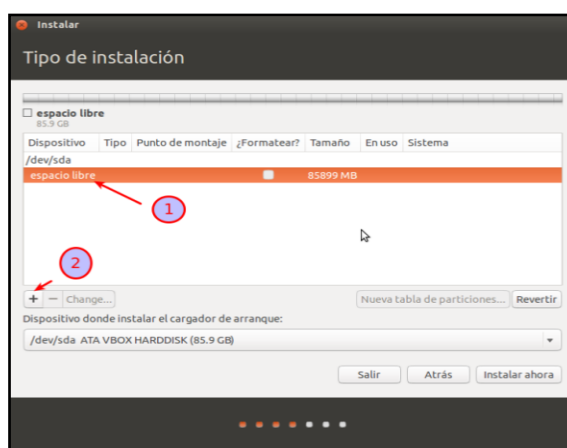 Instalar
Tipo de instalación
espacio libre
85.9 GB
Dispositivo Tipo Punto de montaje ¿Formatear? Tamaño En uso Sistema
/dev/sda
espacio libre 85899 MB
1
2
+ − Change... Nueva tabla de particiones... Revertir
Dispositivo donde instalar el cargador de arranque:
/dev/sda ATA VBOX HARDDISK (85.9 GB)
Salir Atrás Instalar ahora